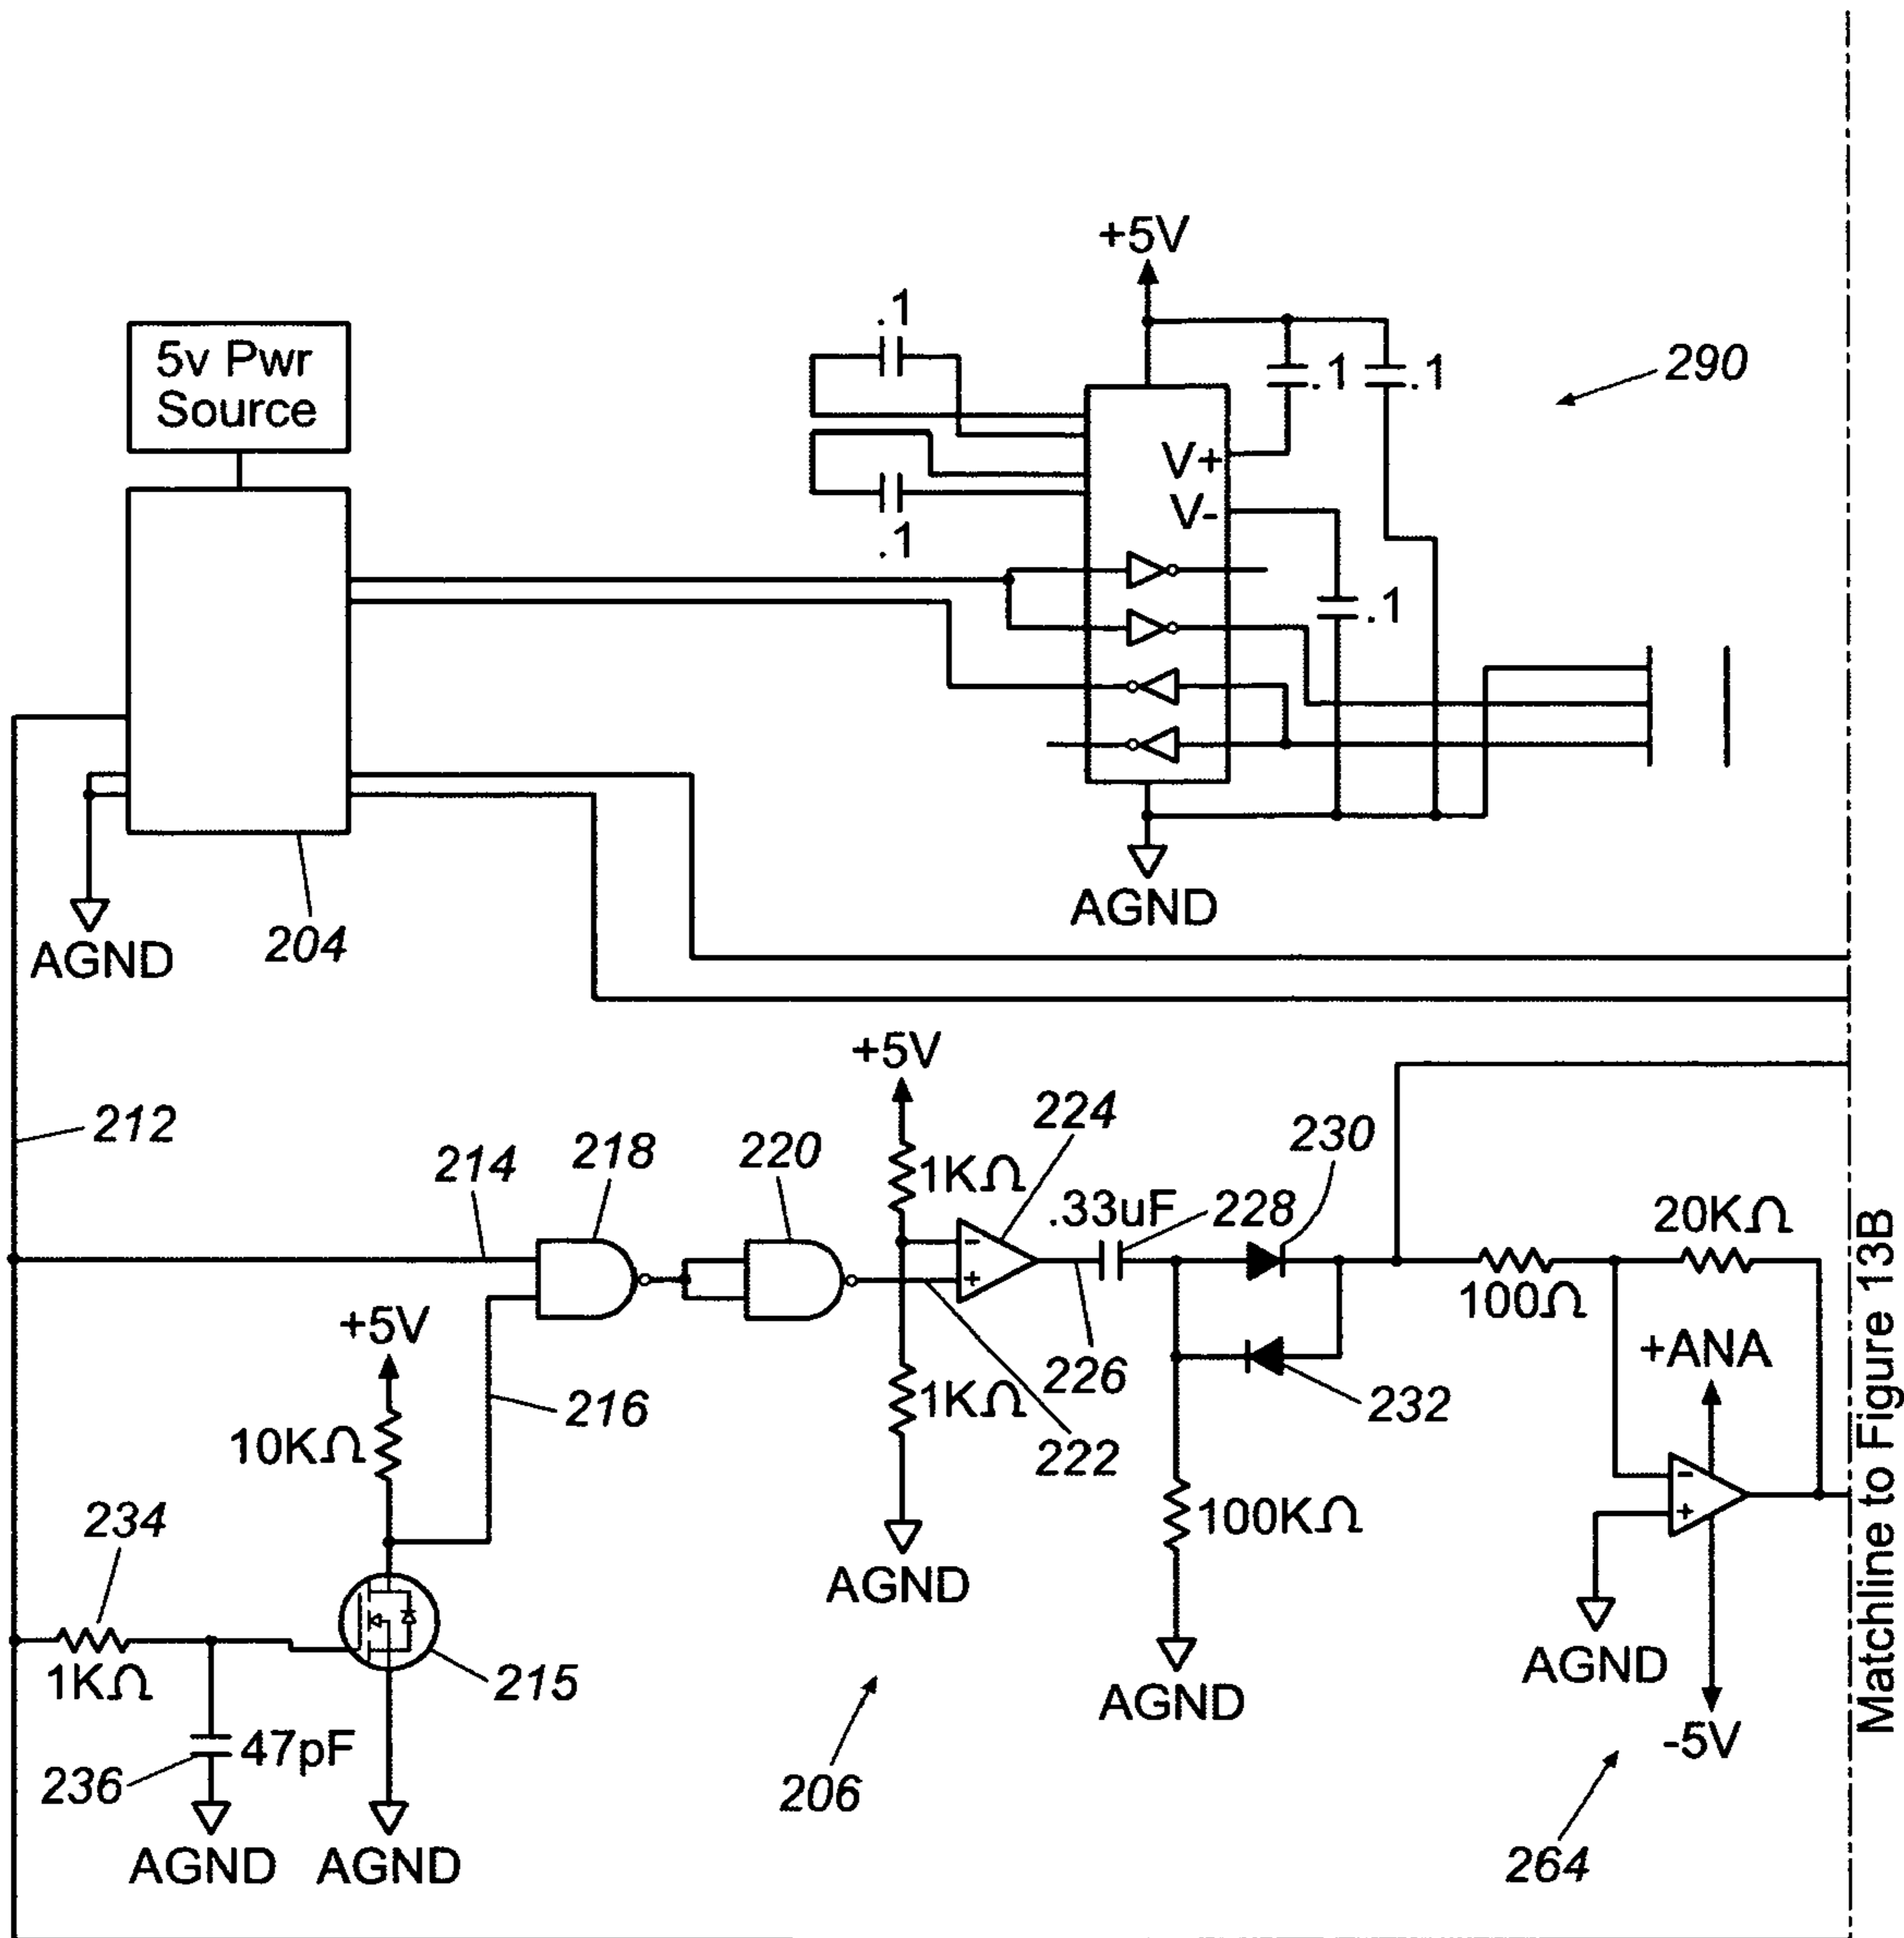 +5V
.1
5v Pwr
Source
.1
.1
290
V+
V-
.1
.1
AGND
204
AGND
+5V
212
214
218
220
224
230
1KΩ
.33uF
228
20KΩ
100Ω
+5V
+ANA
216
1KΩ
226
232
10KΩ
222
234
100KΩ
AGND
1KΩ
215
AGND
AGND
-5V
47pF
236
206
AGND
AGND
264
-
+
-
+
Matchline to Figure 13B